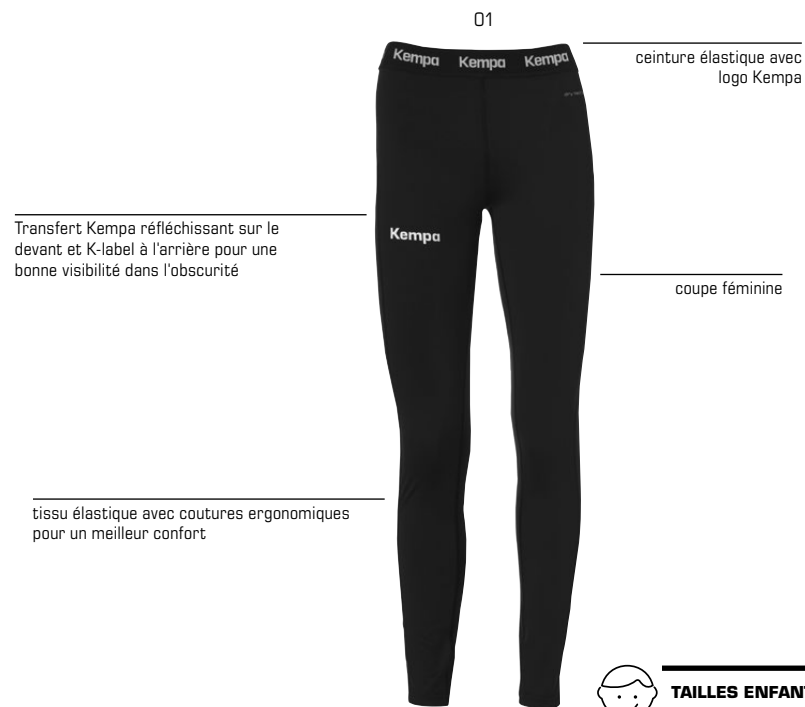 01
Kempa Kempa Kempa
ceinture élastique avec
logo Kempa
Transfert Kempa réfléchissant sur le
devant et K-label à l'arrière pour une
bonne visibilité dans l'obscurité
Kempa
coupe féminine
tissu élastique avec coutures ergonomiques
pour un meilleur confort
TAILLES ENFANT